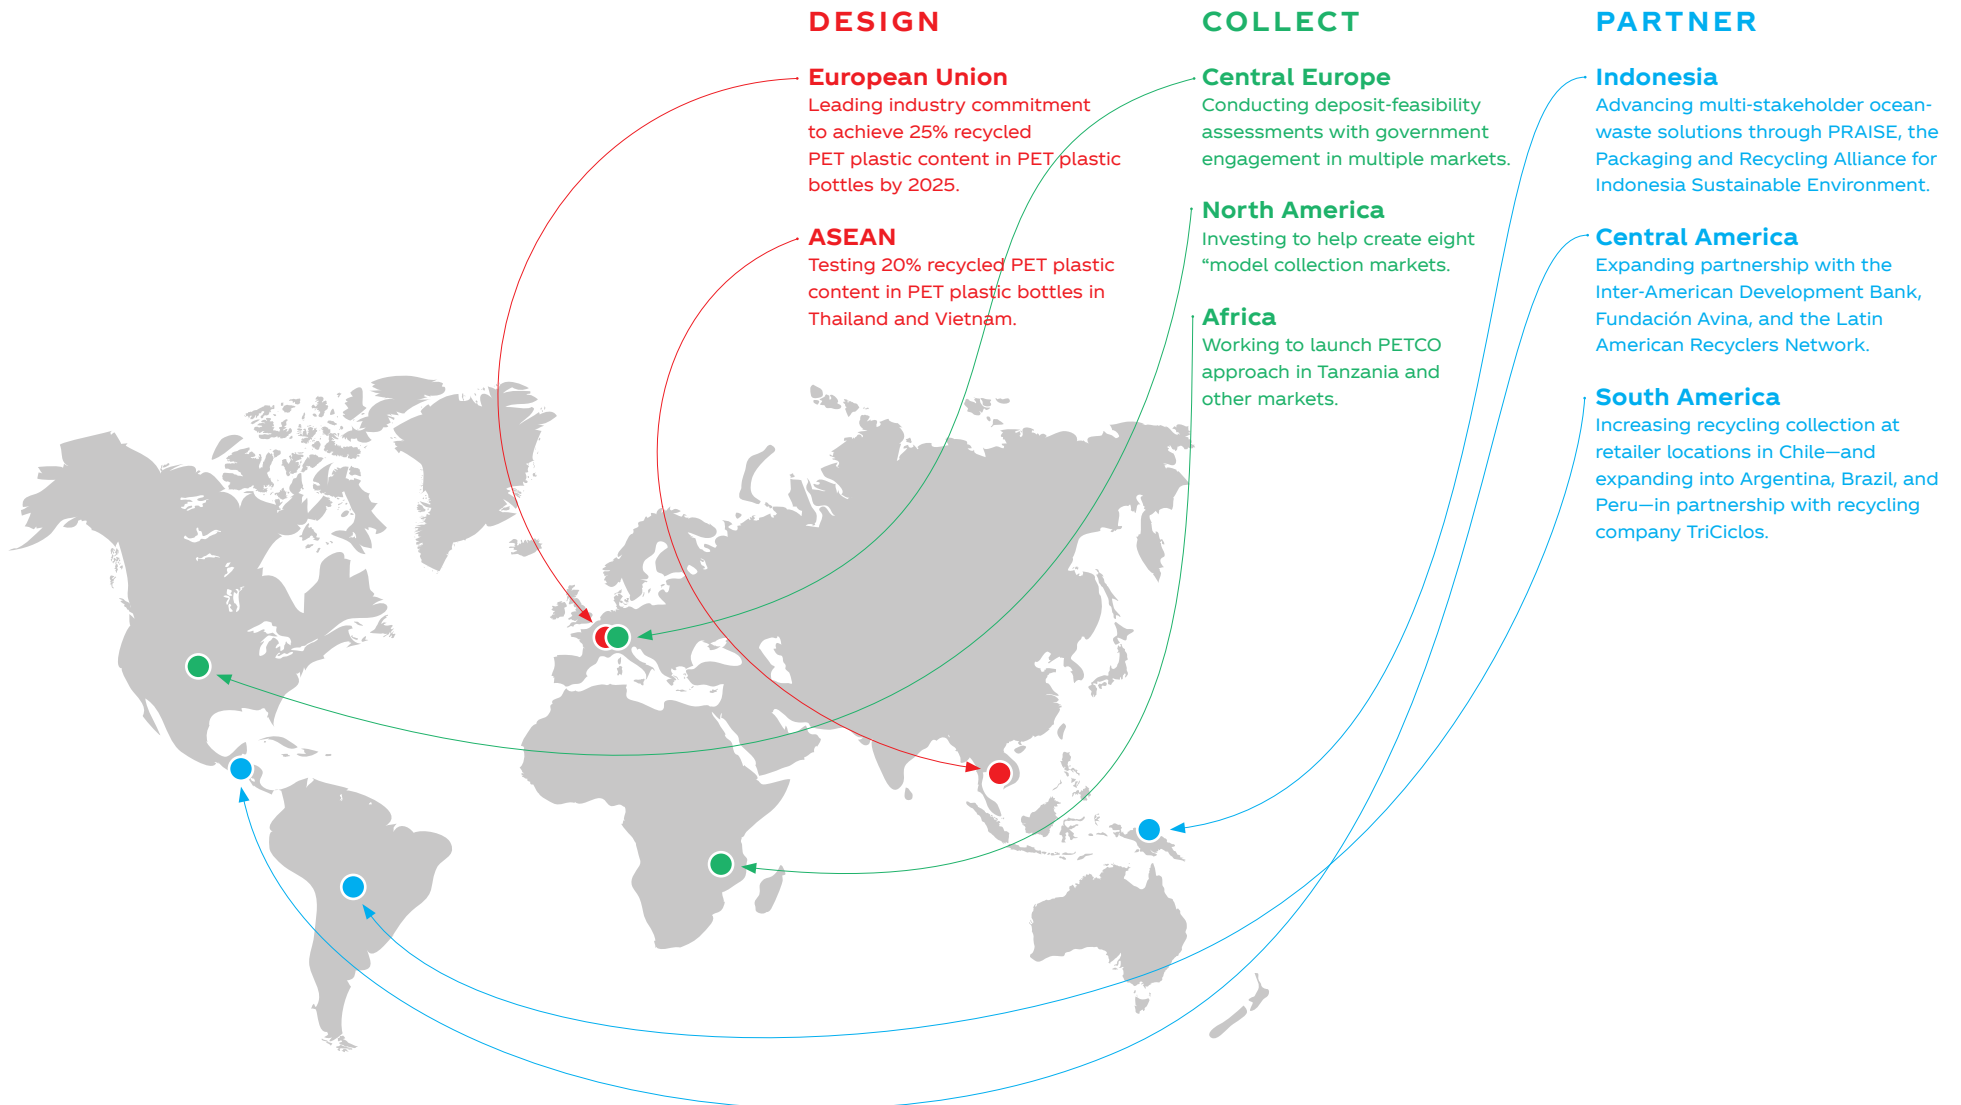 DESIGN
European Union
Leading industry commitment
to achieve 25% recycled
PET plastic content in PET plastic
bottles by 2025.
ASEAN
Testing 20% recycled PET plastic
content in PET plastic bottles in
Thailand and Vietnam.
COLLECT
Central Europe
Conducting deposit-feasibility
assessments with government
engagement in multiple markets.
North America
Investing to help create eight
“model collection markets.
Africa
Working to launch PETCO
approach in Tanzania and
other markets.
PARTNER
Indonesia
Advancing multi-stakeholder ocean-
waste solutions through PRAISE, the
Packaging and Recycling Alliance for
Indonesia Sustainable Environment.
Central America
Expanding partnership with the
Inter-American Development Bank,
Fundación Avina, and the Latin
American Recyclers Network.
South America
Increasing recycling collection at
retailer locations in Chile—and
expanding into Argentina, Brazil, and
Peru—in partnership with recycling
company TriCiclos.